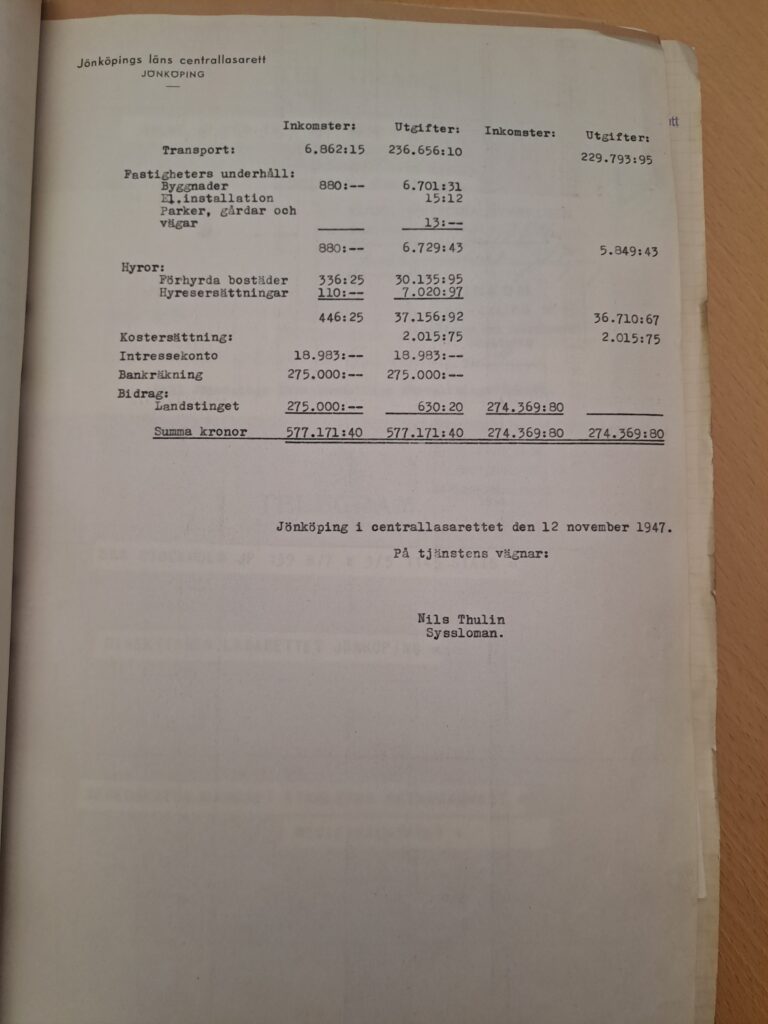 Jönköpings läns centrallasarett
JÖNKÖPING
Inkomster: Utgifter: Inkomster: Utgifter:
Transport: 6.862:15 236.656:10 229.793:95
Fastigheters underhåll:
Byggnader 880:-- 6.701:31
El.installation 15:12
Parker, gårdar och
vägar 13:--
880:-- 6.729:43 5.849:43
Hyror:
Förhyrda bostäder 336:25 30.135:95
Hyresersättningar 110:-- 7.020:97
446:25 37.156:92 36.710:67
Kostersättning: 2.015:75 2.015:75
Intressekonto 18.983:-- 18.983:--
Bankräkning 275.000:-- 275.000:--
Bidrag:
Landstinget 275.000:-- 630:20 274.369:80
Summa kronor 577.171:40 577.171:40 274.369:80 274.369:80
Jönköping i centrallasarettet den 12 november 1947.
På tjänstens vägnar:
Nils Thulin
Syssloman.